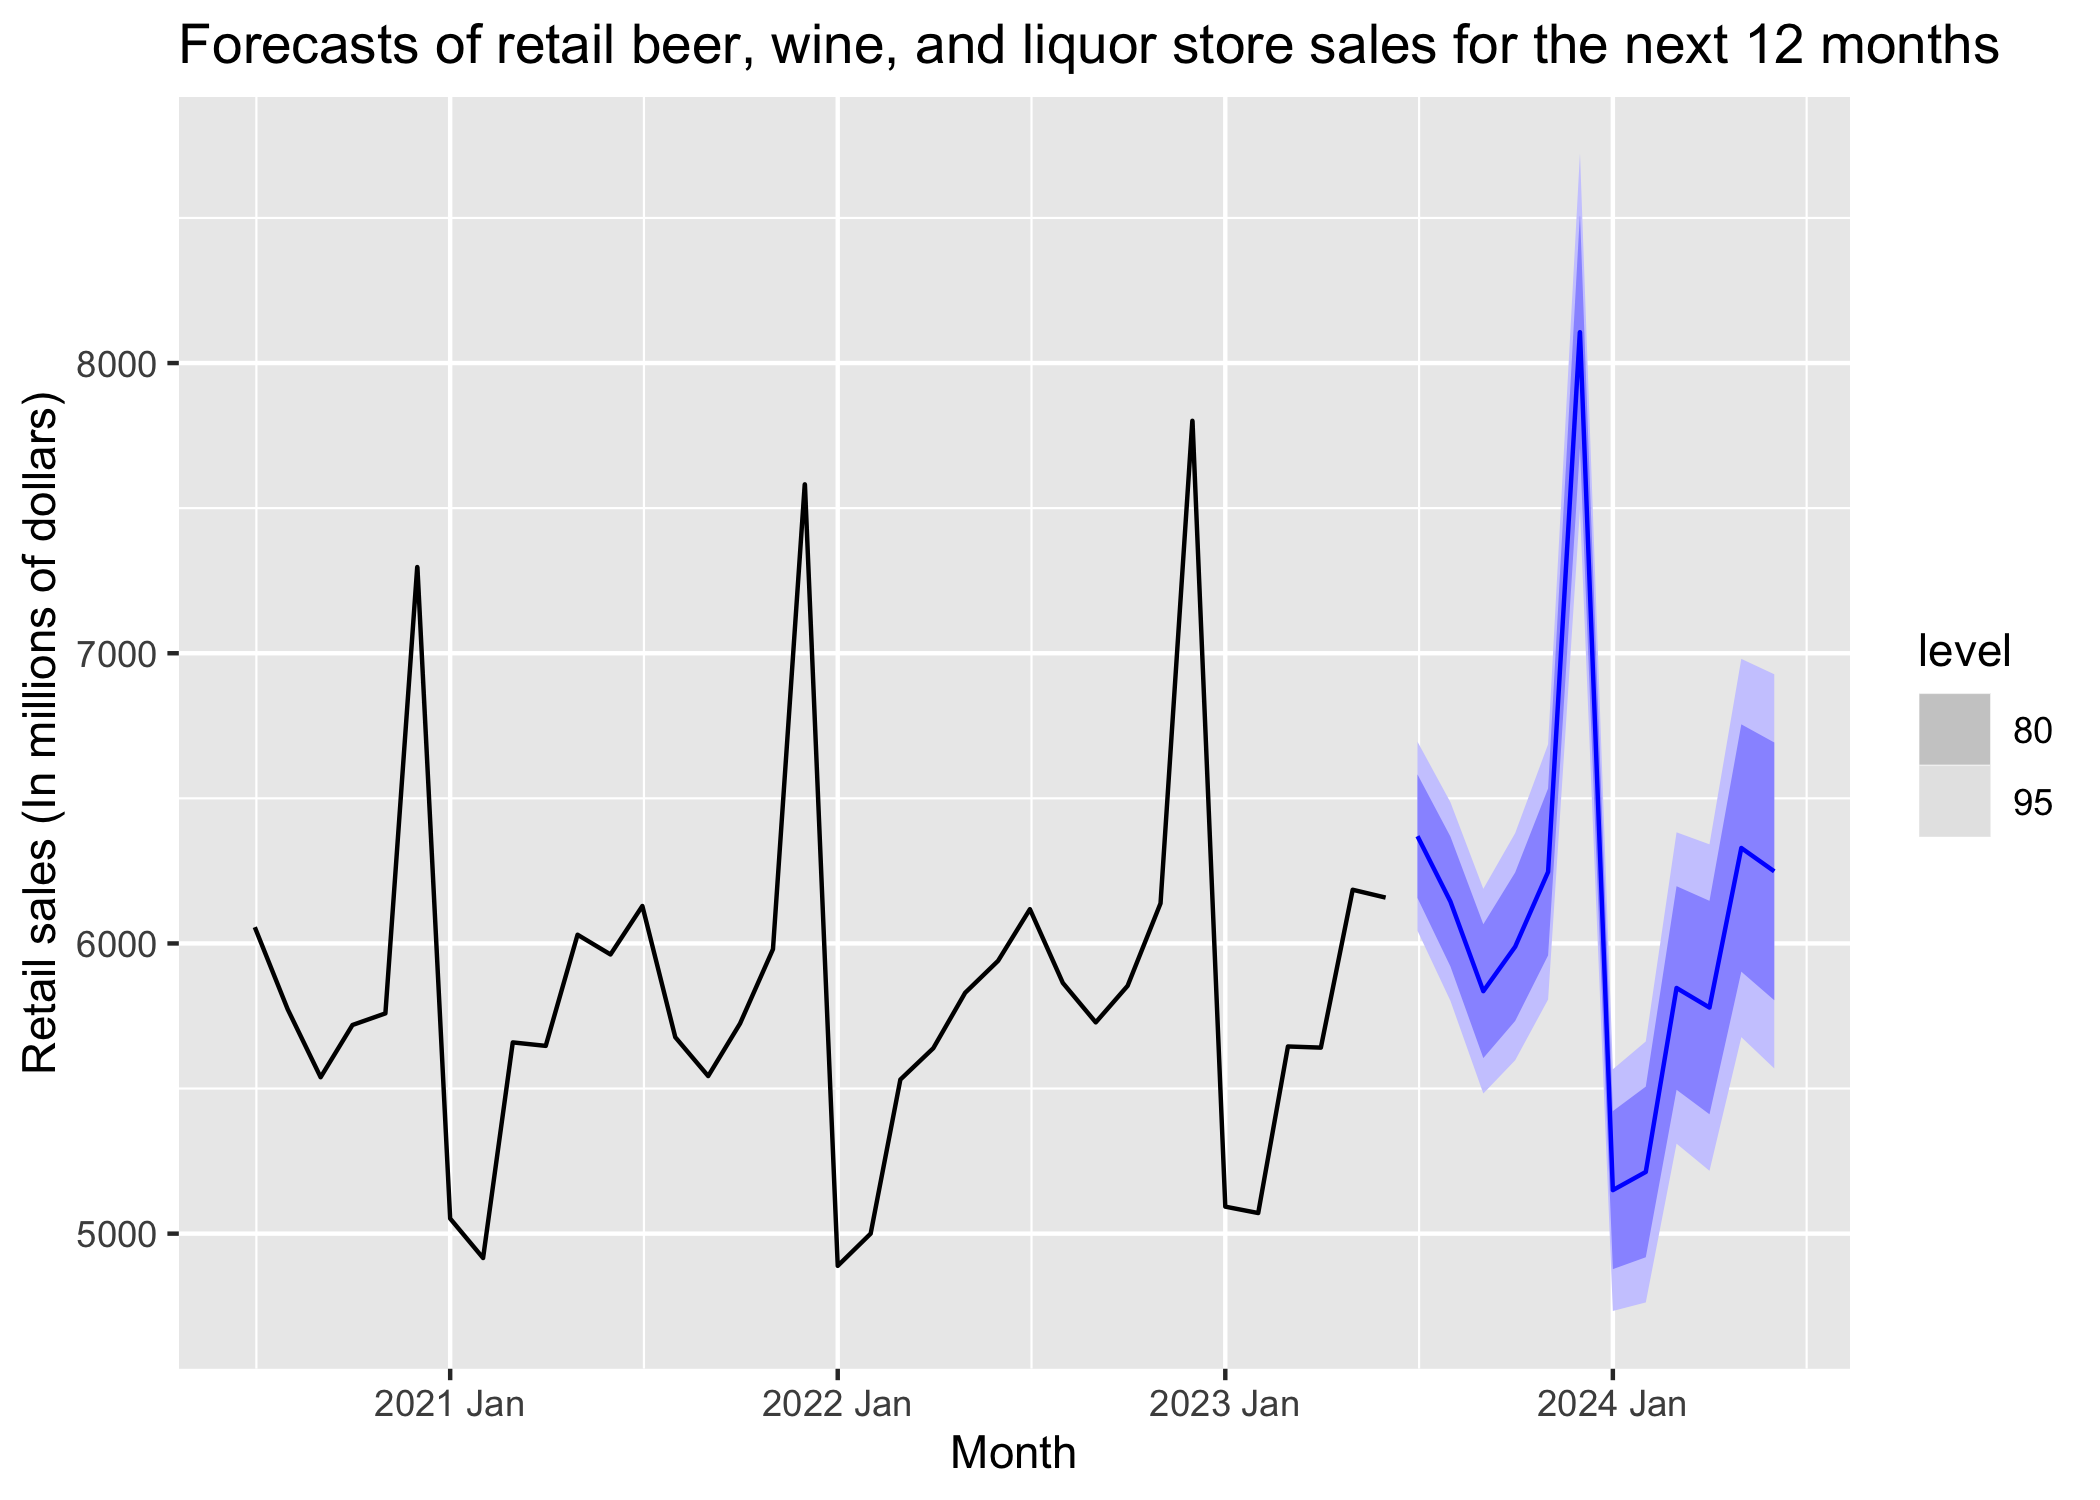 Forecasts of retail beer, wine, and liquor store sales for the next 12 months
Retail sales (In millions of dollars)
8000
7000
6000
5000
2021 Jan
2022 Jan
2023 Jan
2024 Jan
Month
level
80
95